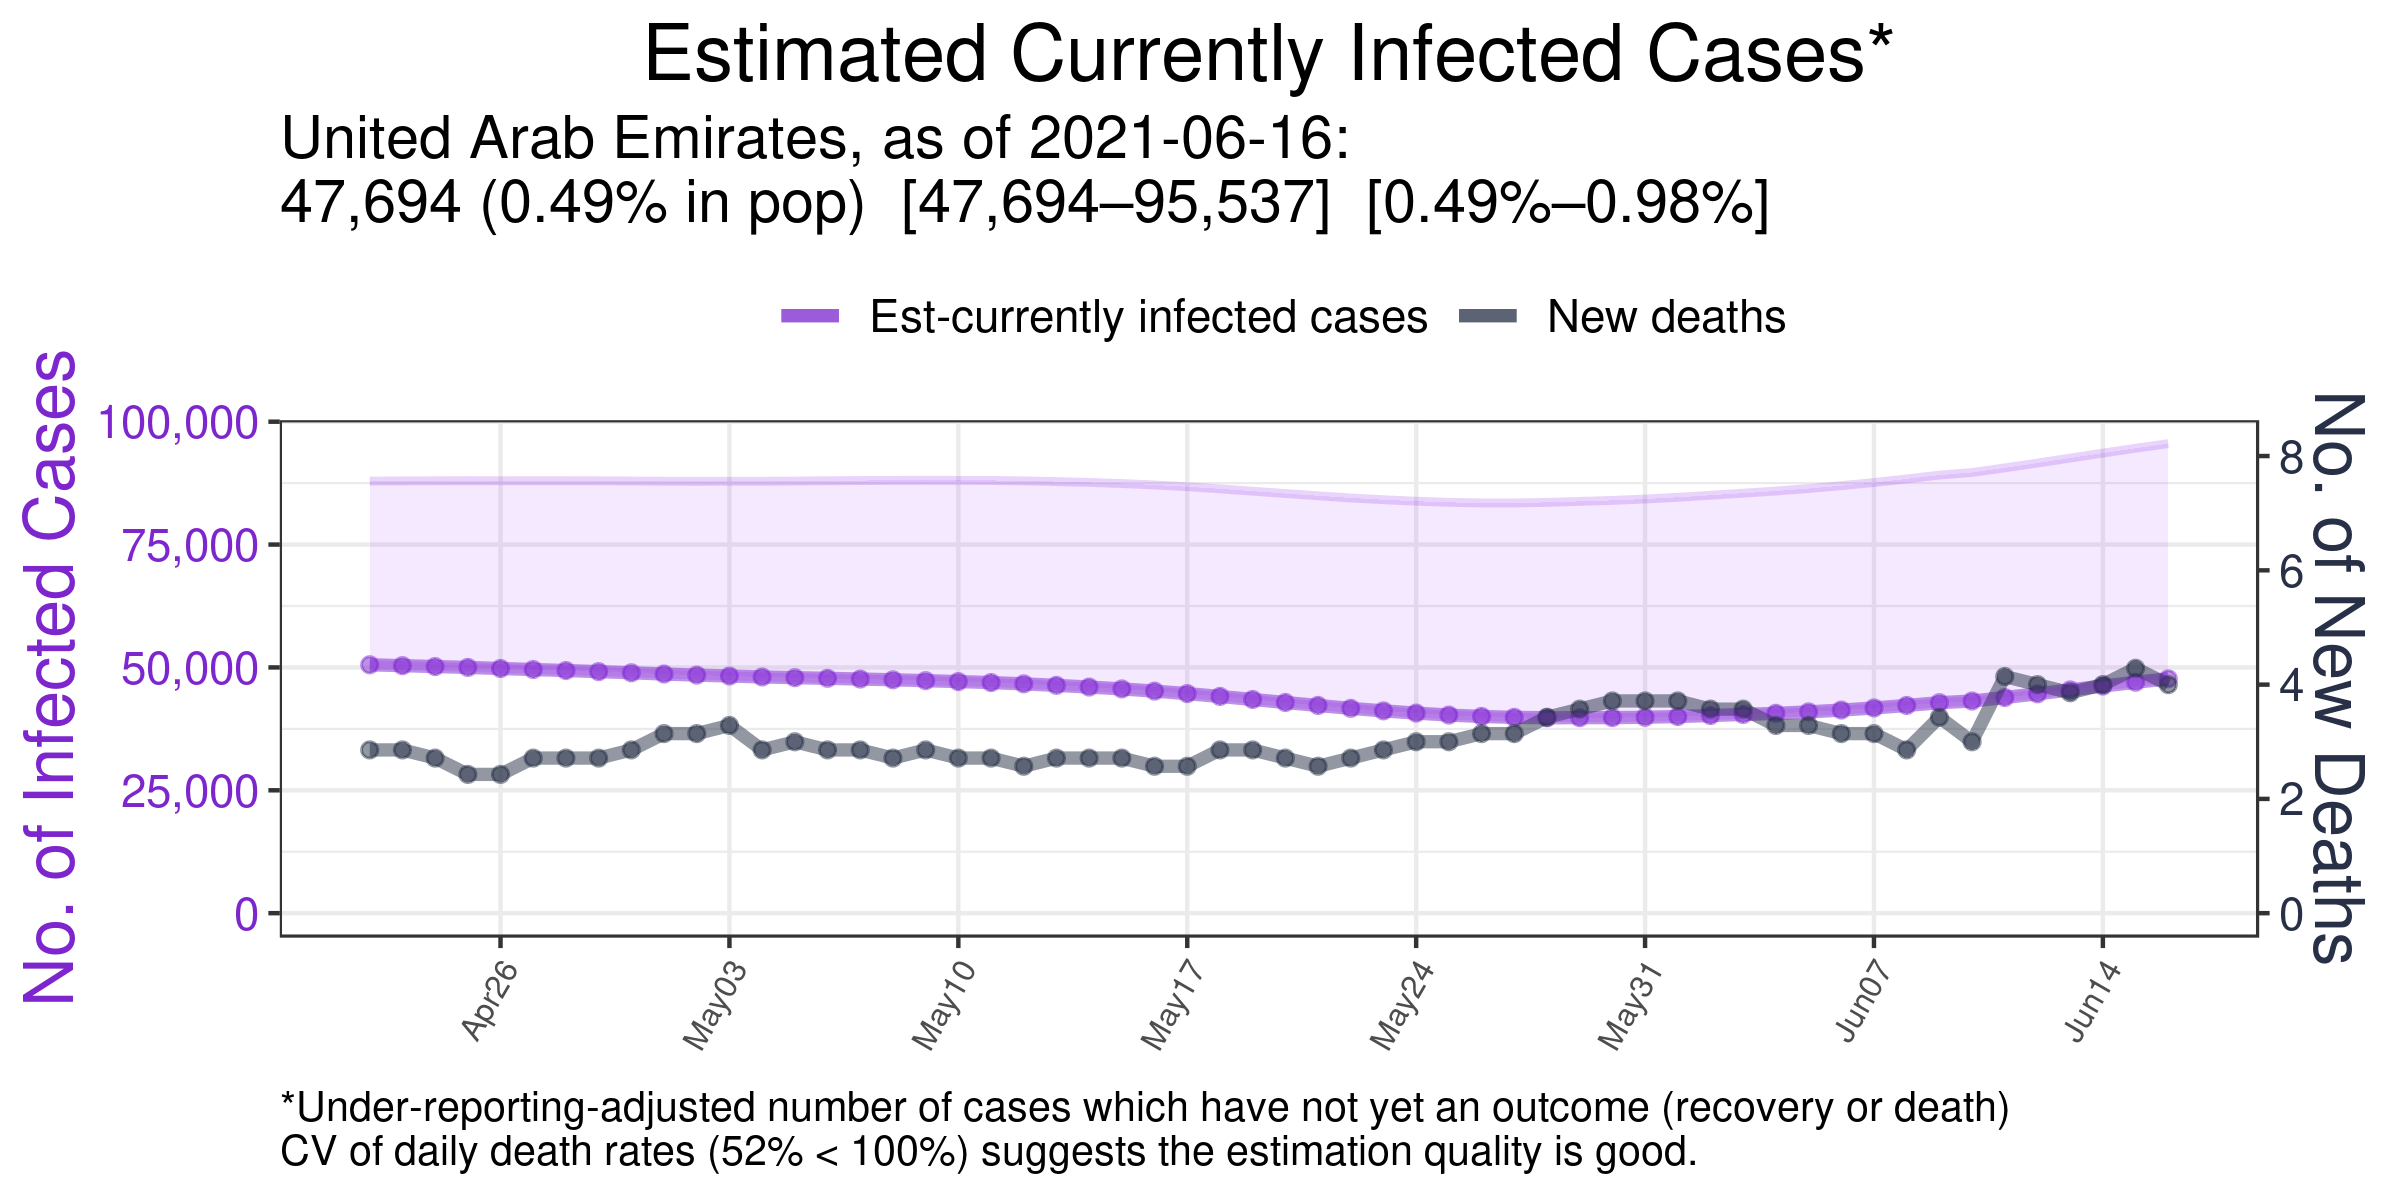 Estimated Currently Infected Cases*
United Arab Emirates, as of 2021-06-16:
47,694 (0.49% in pop)  [47,694–95,537]  [0.49%–0.98%]
Est-currently infected cases
New deaths
No. of Infected Cases
100,000
75,000
50,000
25,000
0
No. of New Deaths
8
6
4
2
0
Apr26
May03
May10
May17
May24
May31
Jun07
Jun14
*Under-reporting-adjusted number of cases which have not yet an outcome (recovery or death)
CV of daily death rates (52% < 100%) suggests the estimation quality is good.